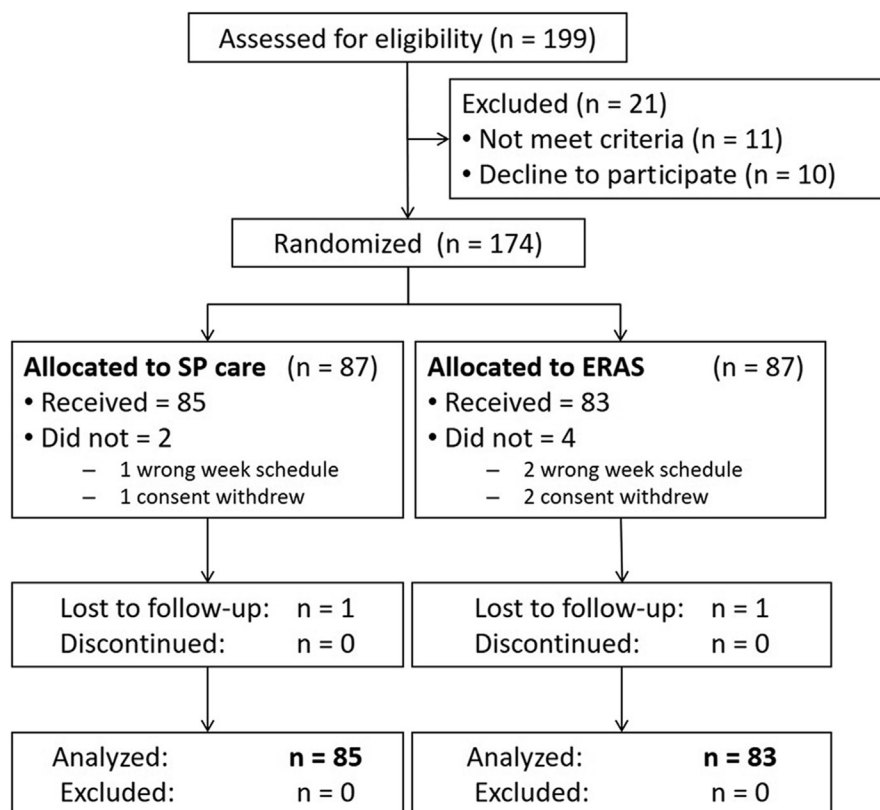 Assessed for eligibility (n = 199)
Excluded (n = 21)
• Not meet criteria (n = 11)
• Decline to participate (n = 10)
Randomized (n = 174)
Allocated to SP care (n = 87)
• Received = 85
• Did not = 2
– 1 wrong week schedule
– 1 consent withdrew
Allocated to ERAS (n = 87)
• Received = 83
• Did not = 4
– 2 wrong week schedule
– 2 consent withdrew
Lost to follow-up: n = 1
Discontinued: n = 0
Lost to follow-up: n = 1
Discontinued: n = 0
Analyzed: n = 85
Excluded: n = 0
Analyzed: n = 83
Excluded: n = 0